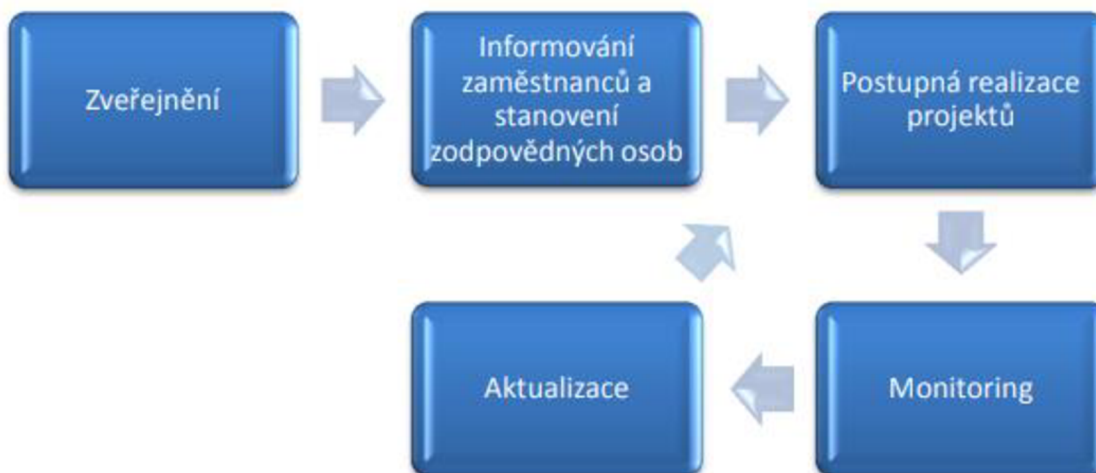 Zveřejnění
Informování
zaměstnanců a
stanovení
zodpovědných osob
Postupná realizace
projektů
Aktualizace
Monitoring